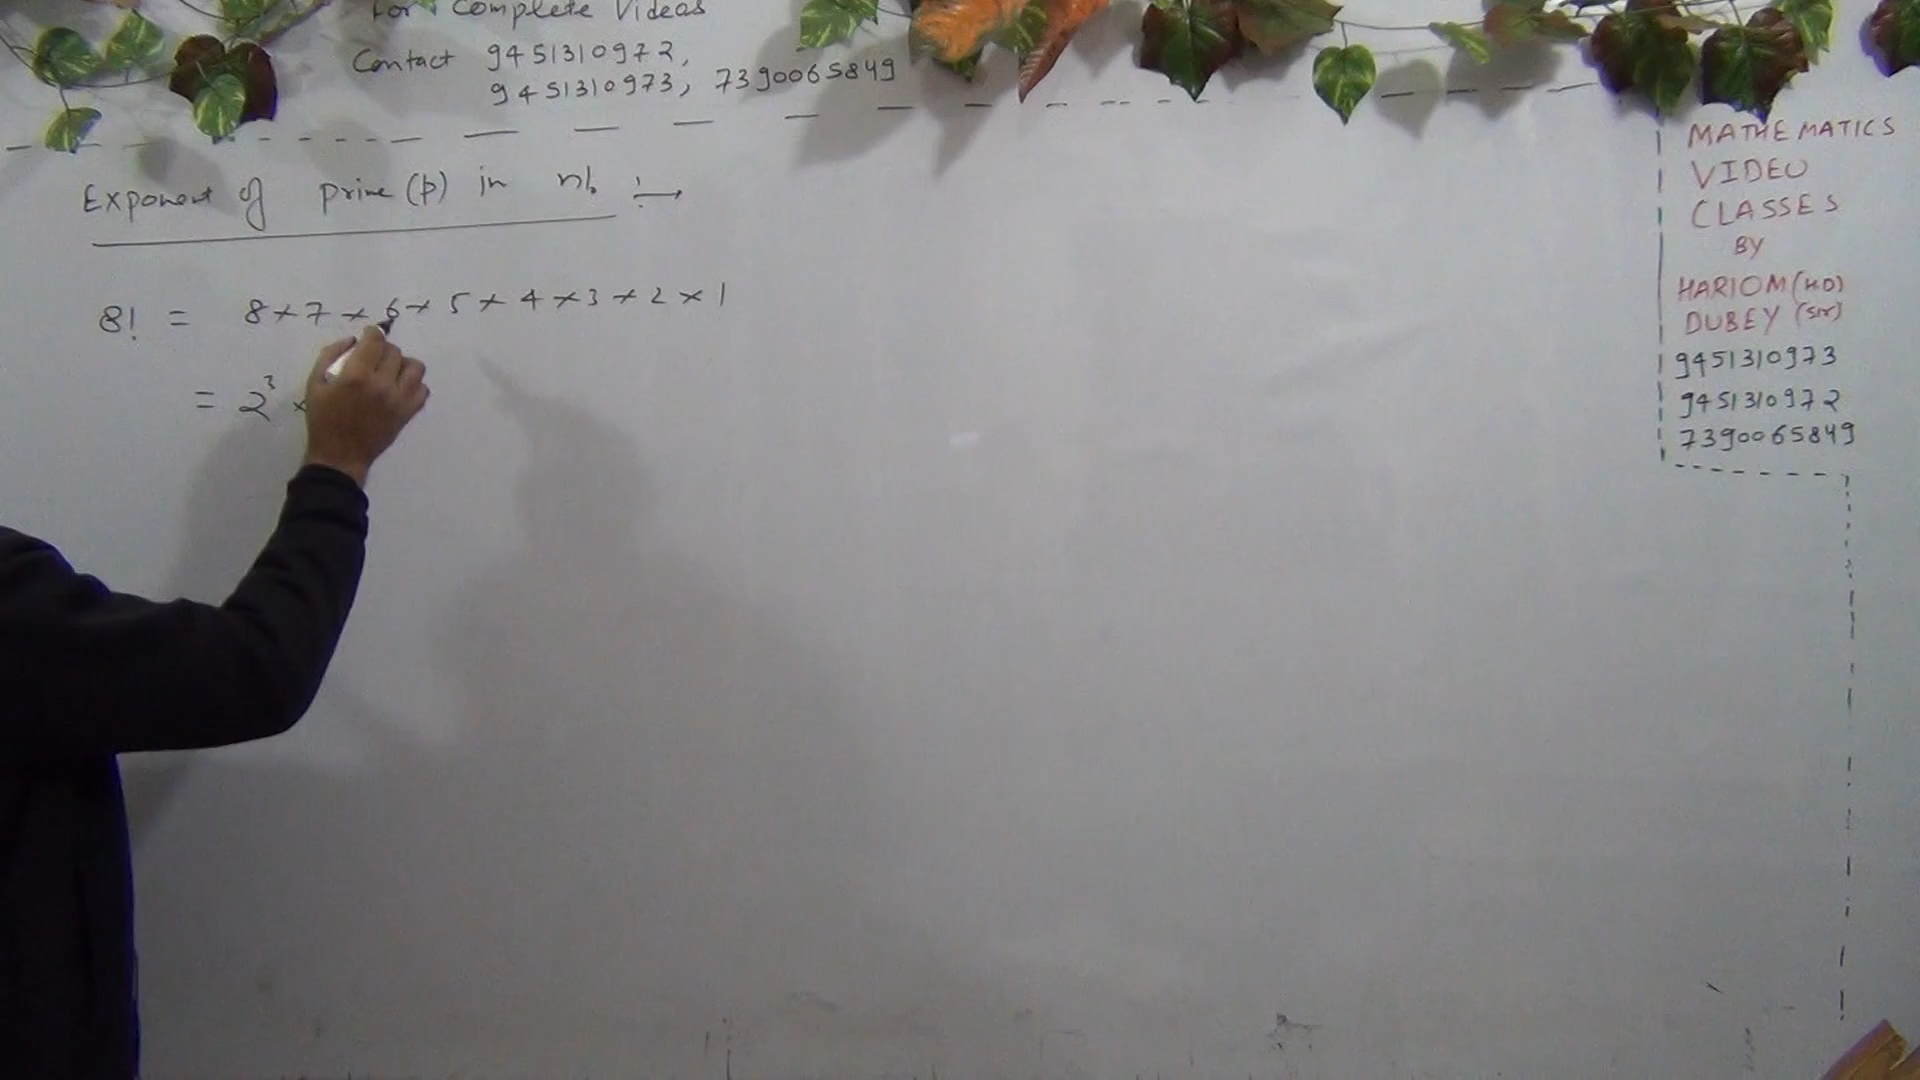 For Complete Videos
Contact 9451310972,
9451310973, 7390065849
Exponent of prime (p) in n!. :→
8! = 8 × 7 × 6 × 5 × 4 × 3 × 2 × 1
= 2³ ×
MATHEMATICS
VIDEO
CLASSES
BY
HARIOM (HD)
DUBEY (Sir)
9451310973
9451310972
7390065849